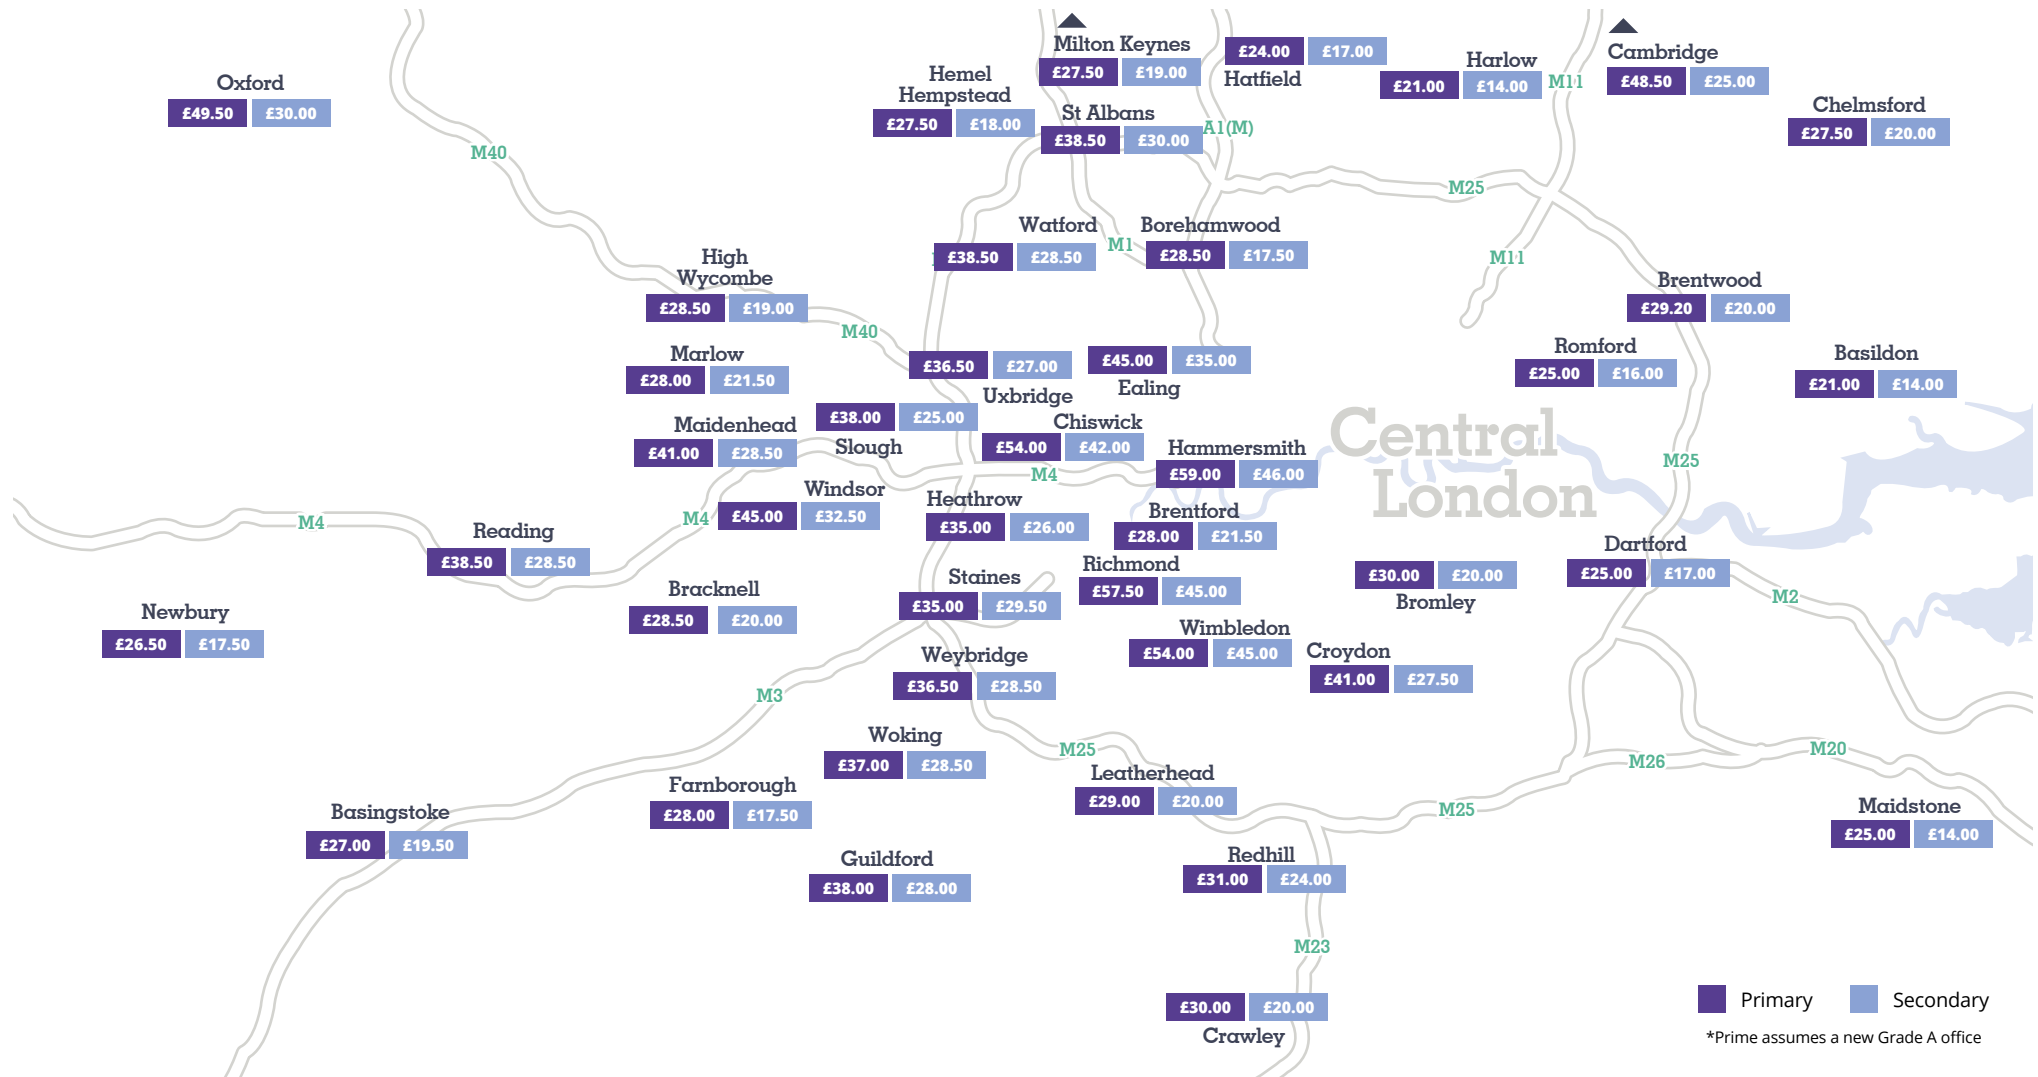 Milton Keynes
£27.50 £19.00
£24.00 £17.00
Hatfield
Harlow
£21.00 £14.00
M11
Cambridge
£48.50 £25.00
Oxford
£49.50 £30.00
Hemel
Hempstead
£27.50 £18.00
St Albans
£38.50 £30.00
A1(M)
Chelmsford
£27.50 £20.00
M40
M25
Watford
£38.50 £28.50
M1
Borehamwood
£28.50 £17.50
M11
High
Wycombe
£28.50 £19.00
M40
Brentwood
£29.20 £20.00
Marlow
£28.00 £21.50
£36.50 £27.00
Uxbridge
£45.00 £35.00
Ealing
Romford
£25.00 £16.00
Basildon
£21.00 £14.00
Maidenhead
£41.00 £28.50
£38.00 £25.00
Slough
Chiswick
£54.00 £42.00
M4
Hammersmith
£59.00 £46.00
Central
London
M25
M4
Reading
£38.50 £28.50
M4
Windsor
£45.00 £32.50
Heathrow
£35.00 £26.00
Brentford
£28.00 £21.50
Dartford
£25.00 £17.00
Richmond
£57.50 £45.00
£30.00 £20.00
Bromley
M2
Newbury
£26.50 £17.50
Bracknell
£28.50 £20.00
Staines
£35.00 £29.50
Wimbledon
£54.00 £45.00
Croydon
£41.00 £27.50
Weybridge
£36.50 £28.50
M3
Woking
£37.00 £28.50
M25
Leatherhead
£29.00 £20.00
M26
M20
Farnborough
£28.00 £17.50
M25
Basingstoke
£27.00 £19.50
Maidstone
£25.00 £14.00
Guildford
£38.00 £28.00
Redhill
£31.00 £24.00
M23
£30.00 £20.00
Crawley
Primary Secondary
*Prime assumes a new Grade A office